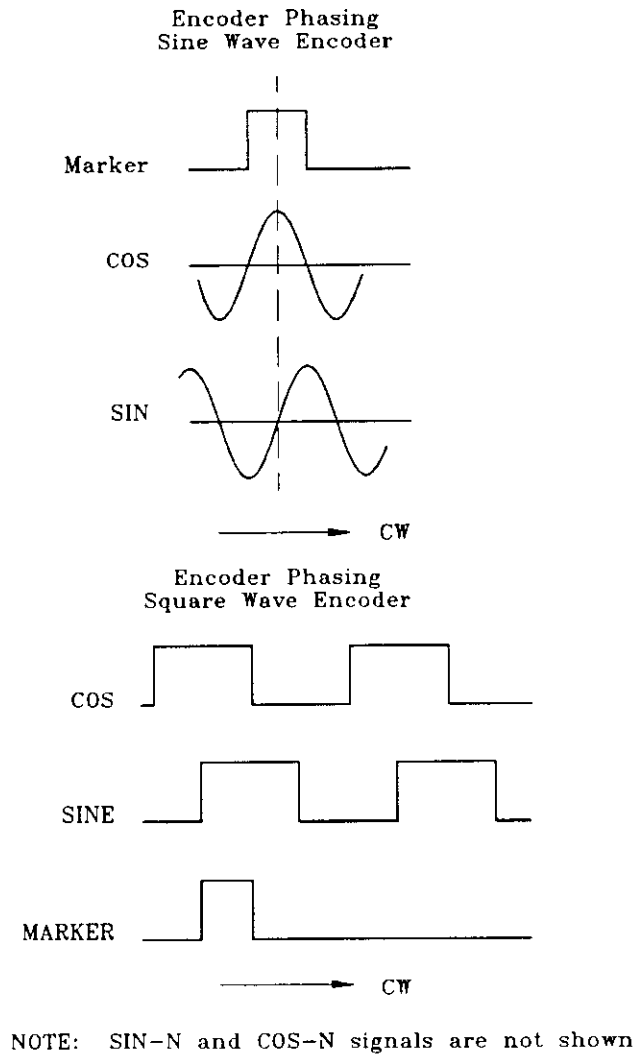 Encoder Phasing
Sine Wave Encoder
Marker
COS
SIN
CW
Encoder Phasing
Square Wave Encoder
COS
SINE
MARKER
CW
NOTE: SIN-N and COS-N signals are not shown